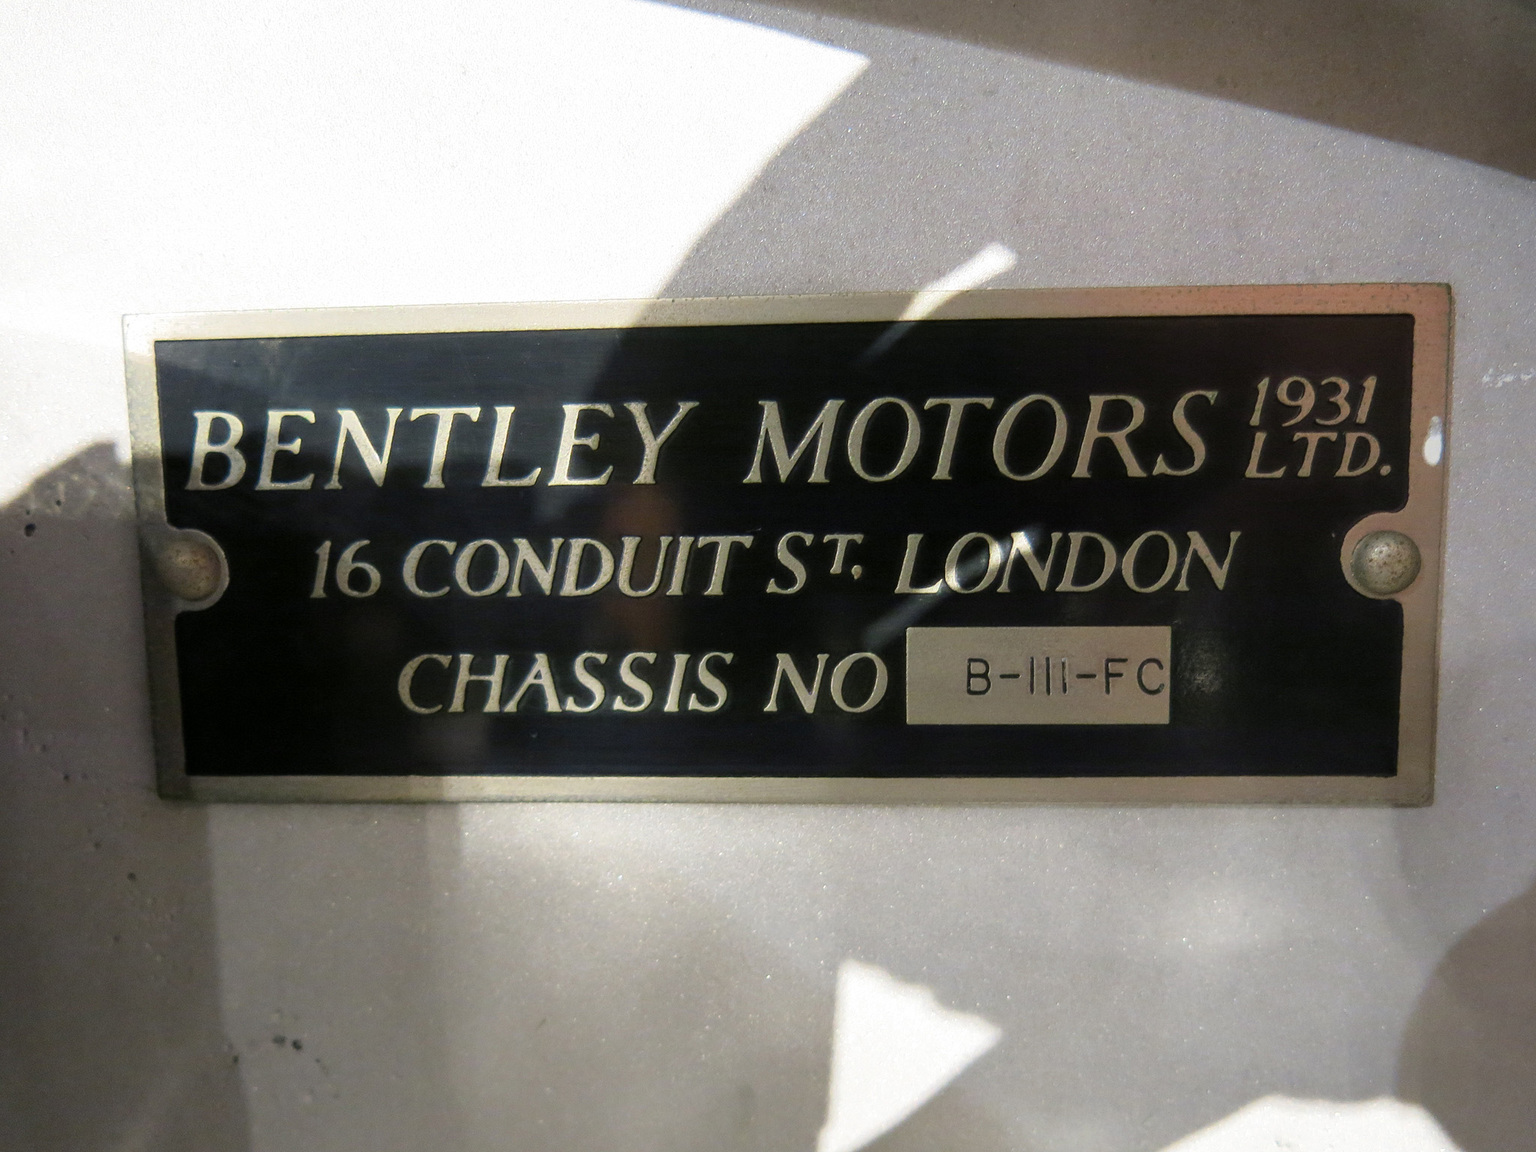 BENTLEY MOTORS 1931 LTD.
16 CONDUIT ST. LONDON
CHASSIS NO B-111-FC